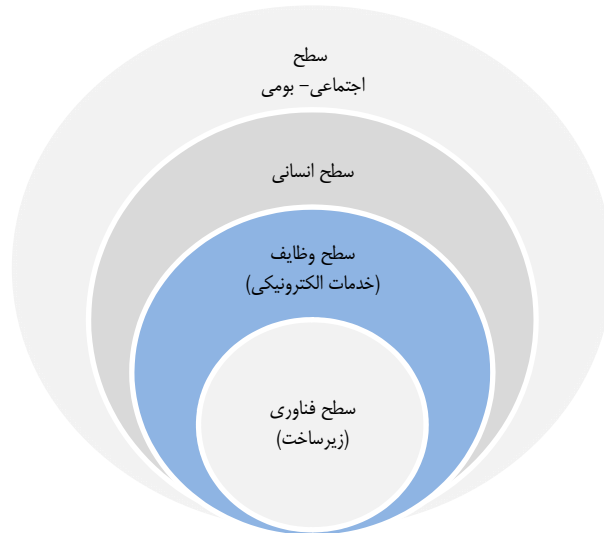 سطح
اجتماعی- بومی
سطح انسانی
سطح وظایف
(خدمات الکترونیکی)
سطح فناوری
(زیرساخت)